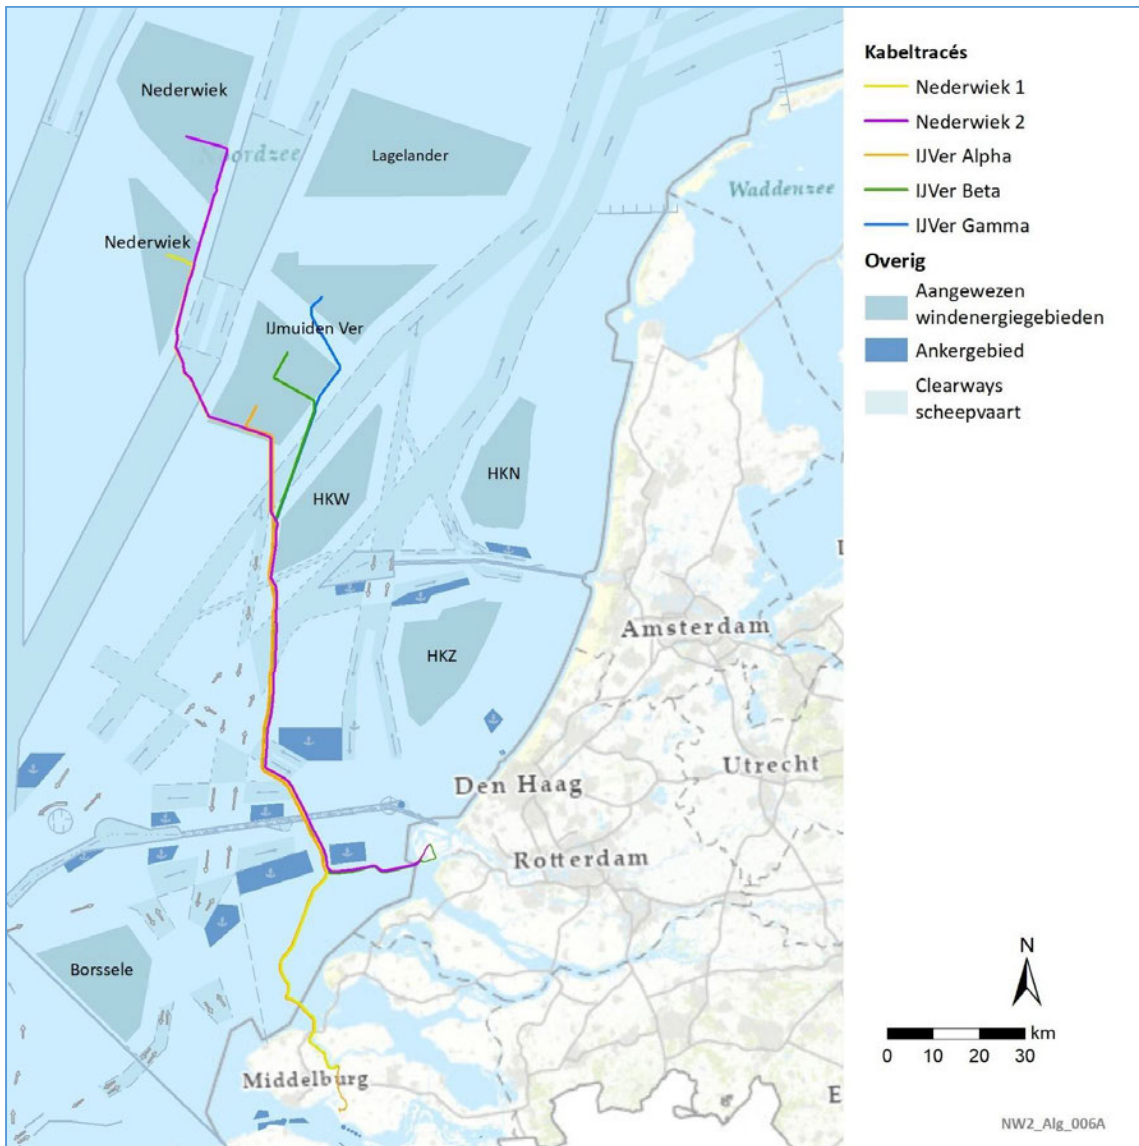 Nederwiek
Noordzee
Lagelander
Nederwiek
IJmuiden Ver
HKW
HKN
HKZ
Waddenzee
Amsterdam
Utrecht
Den Haag
Rotterdam
Borssele
Middelburg
E
Kabeltracés
Nederwiek 1
Nederwiek 2
IJVer Alpha
IJVer Beta
IJVer Gamma
Overig
Aangewezen
windenergiegebieden
Ankergebied
Clearways
scheepvaart
N
km
0 10 20 30
NW2_Alg_006A